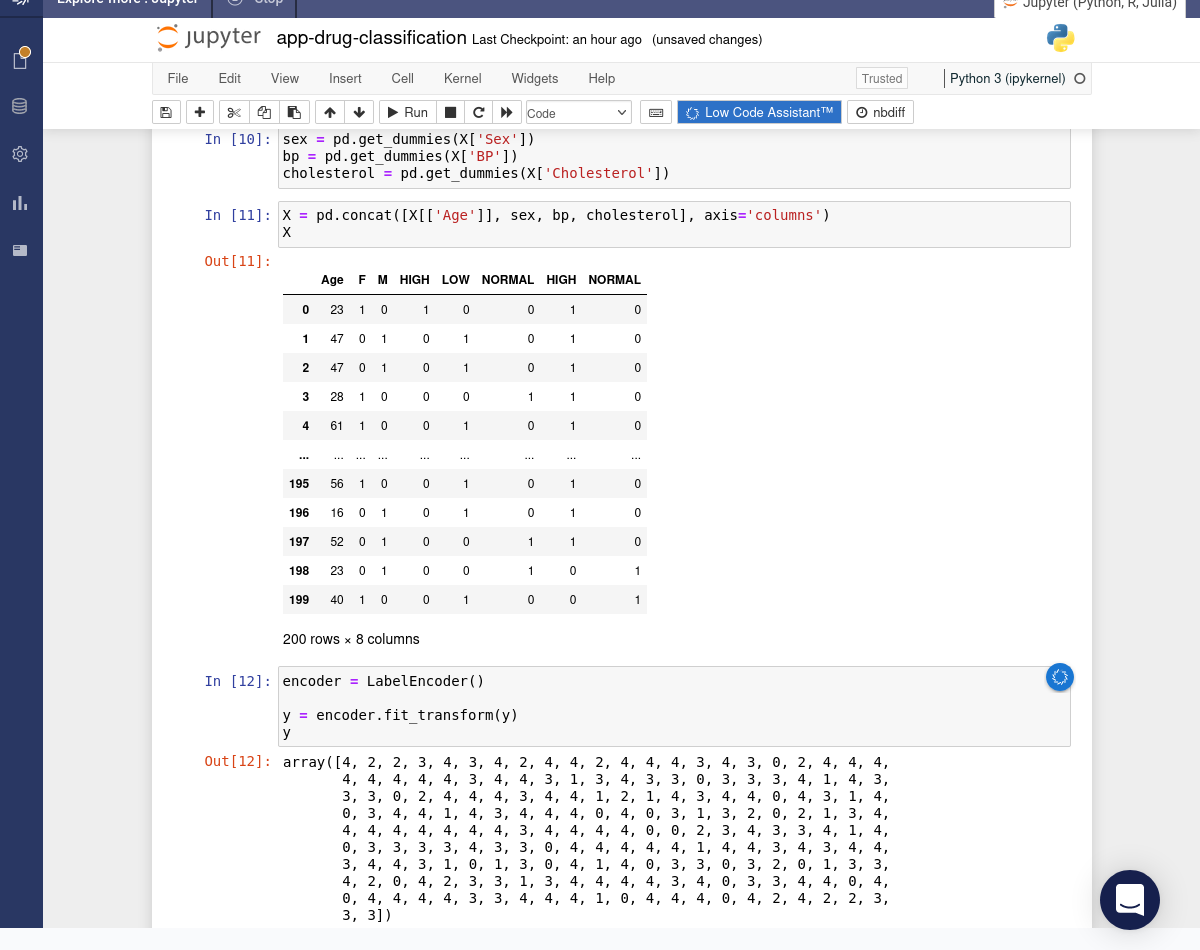 Explore more : Jupyter Stop Jupyter (Python, R, Julia)
jupyter app-drug-classification Last Checkpoint: an hour ago (unsaved changes)
File Edit View Insert Cell Kernel Widgets Help Trusted Python 3 (ipykernel)
Run Code Low Code Assistant™ nbdiff
In [10]: sex = pd.get_dummies(X['Sex'])
bp = pd.get_dummies(X['BP'])
cholesterol = pd.get_dummies(X['Cholesterol'])
In [11]: X = pd.concat([X[['Age']], sex, bp, cholesterol], axis='columns')
X
Out[11]:
Age F M HIGH LOW NORMAL HIGH NORMAL
0 23 1 0 1 0 0 1 0
1 47 0 1 0 1 0 1 0
2 47 0 1 0 1 0 1 0
3 28 1 0 0 0 1 1 0
4 61 1 0 0 1 0 1 0
... ... ... ... ... ... ... ... ...
195 56 1 0 0 1 0 1 0
196 16 0 1 0 1 0 1 0
197 52 0 1 0 0 1 1 0
198 23 0 1 0 0 1 0 1
199 40 1 0 0 1 0 0 1
200 rows × 8 columns
In [12]: encoder = LabelEncoder()
y = encoder.fit_transform(y)
y
Out[12]: array([4, 2, 2, 3, 4, 3, 4, 2, 4, 4, 2, 4, 4, 4, 3, 4, 3, 0, 2, 4, 4, 4,
4, 4, 4, 4, 4, 3, 4, 4, 3, 1, 3, 4, 3, 3, 0, 3, 3, 3, 4, 1, 4, 3,
3, 3, 0, 2, 4, 4, 4, 3, 4, 4, 1, 2, 1, 4, 3, 4, 4, 0, 4, 3, 1, 4,
0, 3, 4, 4, 1, 4, 3, 4, 4, 4, 0, 4, 0, 3, 1, 3, 2, 0, 2, 1, 3, 4,
4, 4, 4, 4, 4, 4, 4, 3, 4, 4, 4, 4, 0, 0, 2, 3, 4, 3, 3, 4, 1, 4,
0, 3, 3, 3, 3, 4, 3, 3, 0, 4, 4, 4, 4, 4, 1, 4, 4, 3, 4, 3, 4, 4,
3, 4, 4, 3, 1, 0, 1, 3, 0, 4, 1, 4, 0, 3, 3, 0, 3, 2, 0, 1, 3, 3,
4, 2, 0, 4, 2, 3, 3, 1, 3, 4, 4, 4, 4, 3, 4, 0, 3, 3, 4, 4, 0, 4,
0, 4, 4, 4, 4, 3, 3, 4, 4, 4, 1, 0, 4, 4, 4, 0, 4, 2, 4, 2, 2, 3,
3, 3])